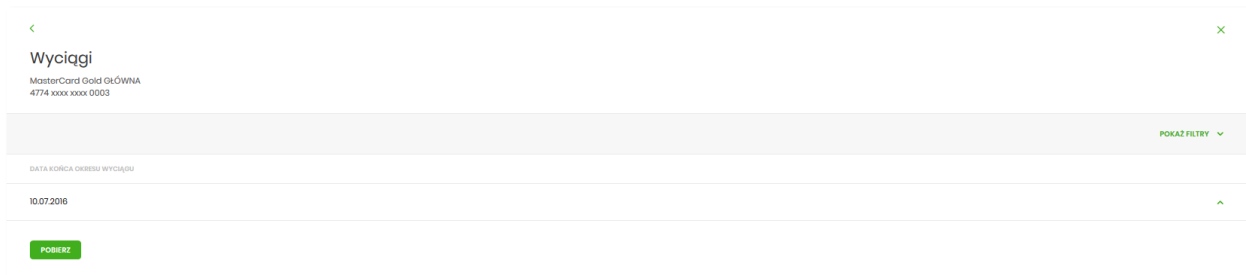 Wyciągi
MasterCard Gold GŁÓWNA
4774 xxxx xxxx 0003
POKAŻ FILTRY
DATA KOŃCA OKRESU WYCIĄGU
10.07.2016
POBIERZ